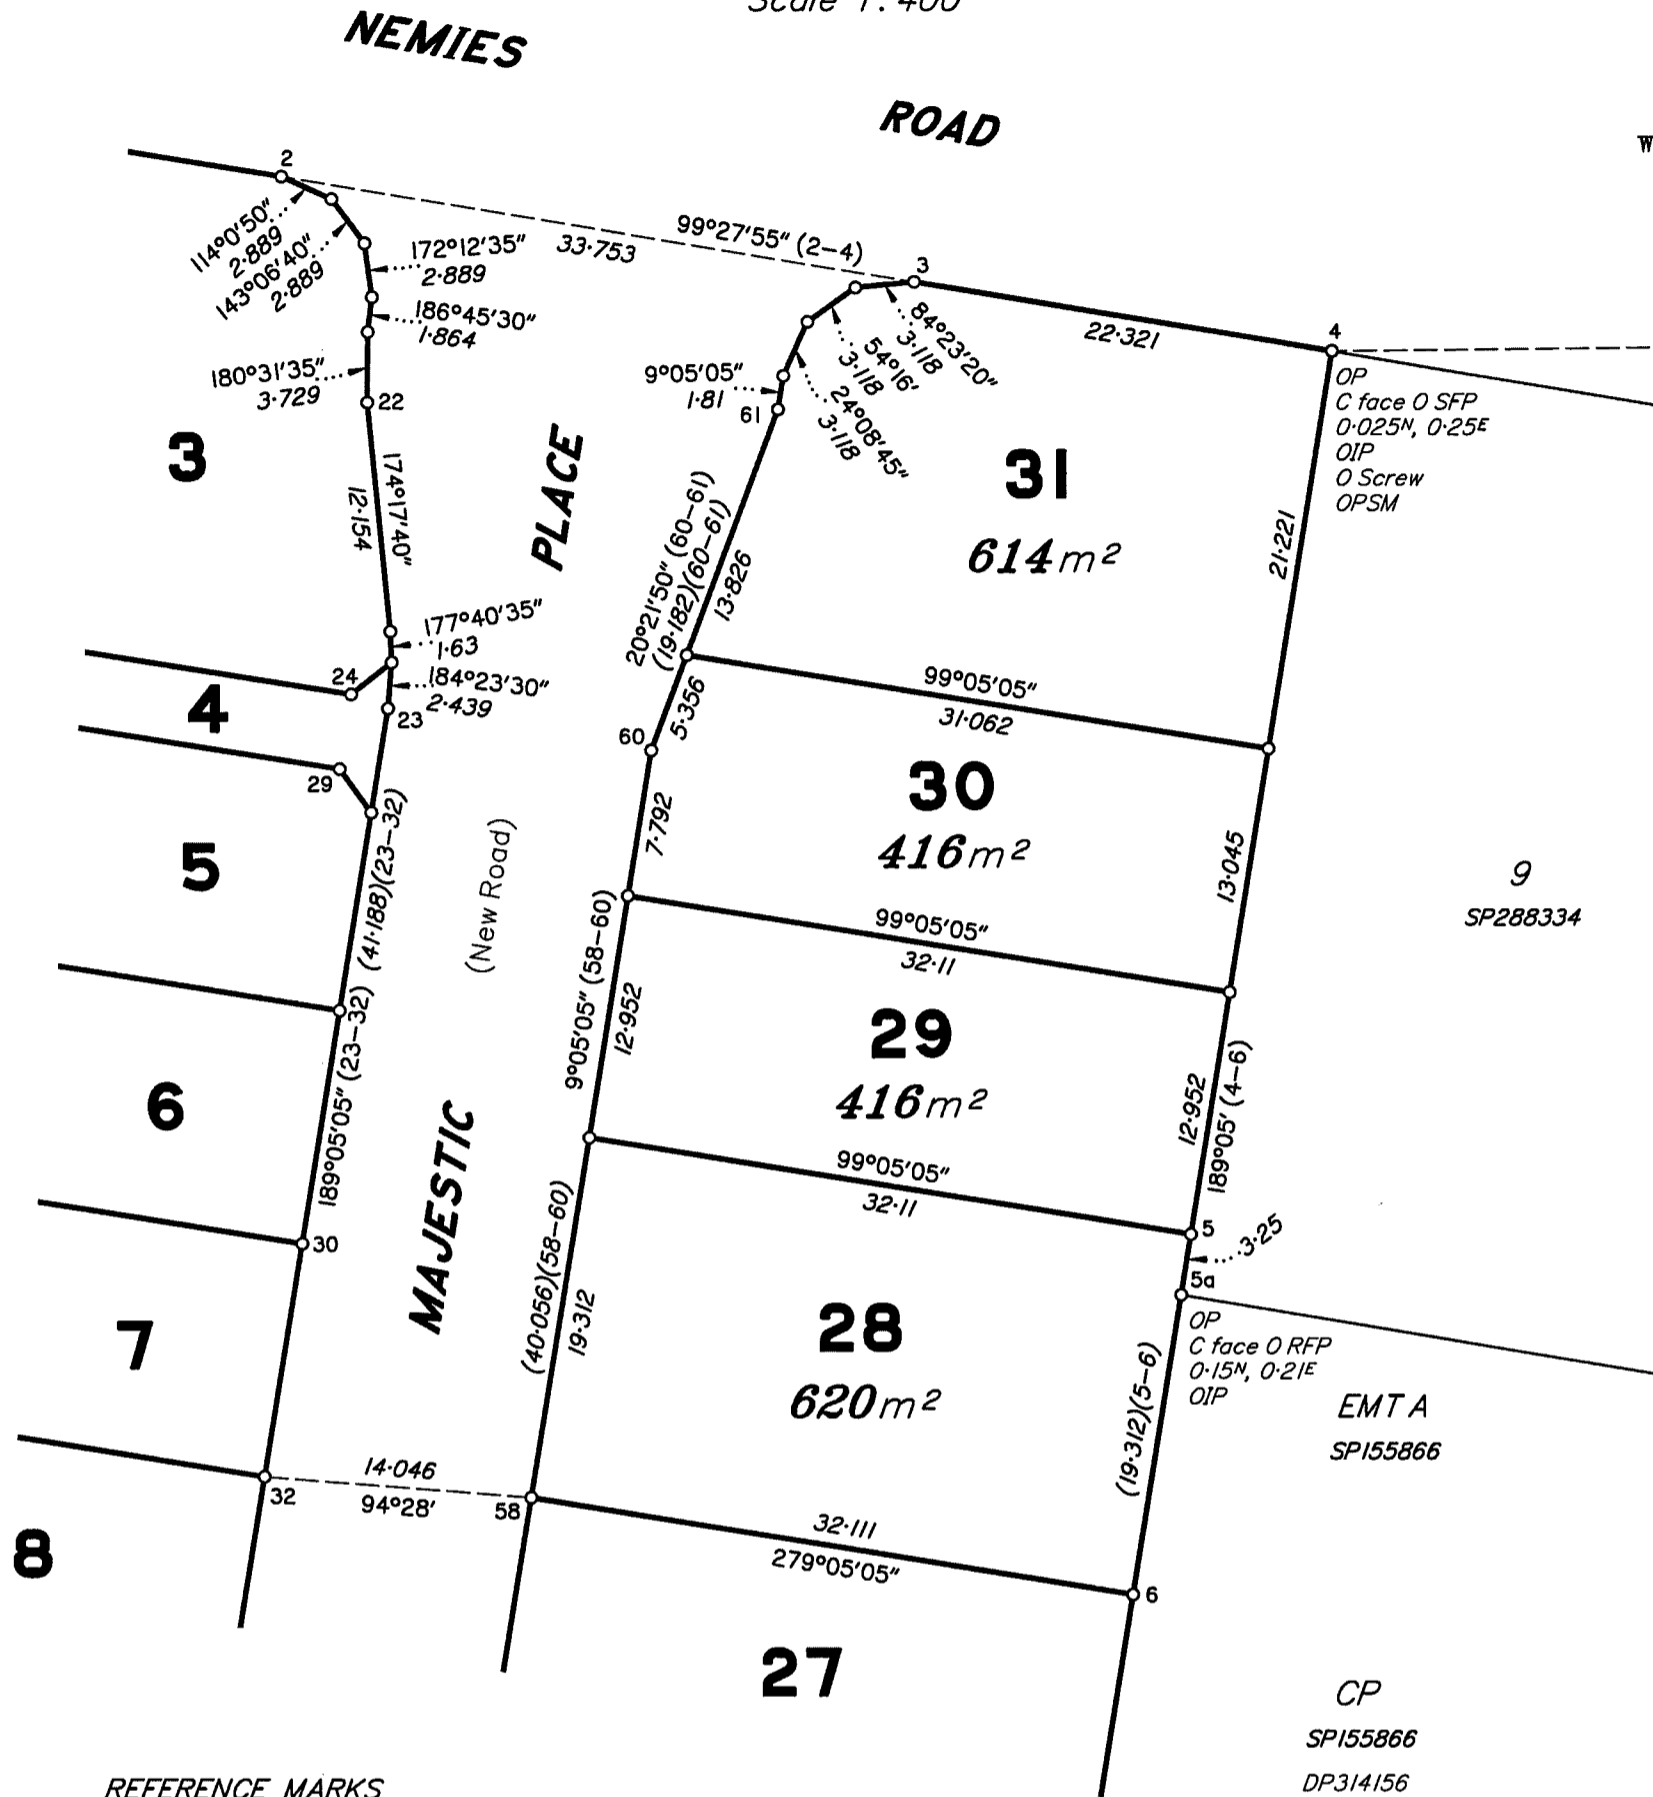 Scale 1:400
NEMIES
ROAD
W
2
114°0'50"
2·889
143°06'40"
2·889
172°12'35"
2·889
186°45'30"
1·864
180°31'35"
3·729
22
99°27'55" (2-4)
33·753
3
84°23'20"
3·118
54°16'
3·118
24°08'45"
3·118
9°05'05"
1·81
61
22·321
4
OP
C face O SFP
0·025N, 0·25E
OIP
O Screw
OPSM
3
174°17'40"
12·154
PLACE
20°21'50" (60-61)
(19·182)(60-61)
13·826
31
614 m²
21·221
177°40'35"
1·63
24
184°23'30"
2·439
23
4
5·356
60
99°05'05"
31·062
29
5
(41·188)(23-32)
(New Road)
7·792
30
416 m²
13·045
9
SP288334
99°05'05"
32·11
189°05'05" (23-32)
6
9°05'05" (58-60)
12·952
29
416 m²
12·952
189°05' (4-6)
MAJESTIC
99°05'05"
32·11
5
3·25
5a
OP
C face O RFP
0·15N, 0·21E
OIP
30
7
(40·056)(58-60)
19·312
28
620 m²
(19·312)(5-6)
EMT A
SP155866
14·046
94°28'
32
58
32·111
279°05'05"
6
8
27
CP
SP155866
DP314156
REFERENCE MARKS